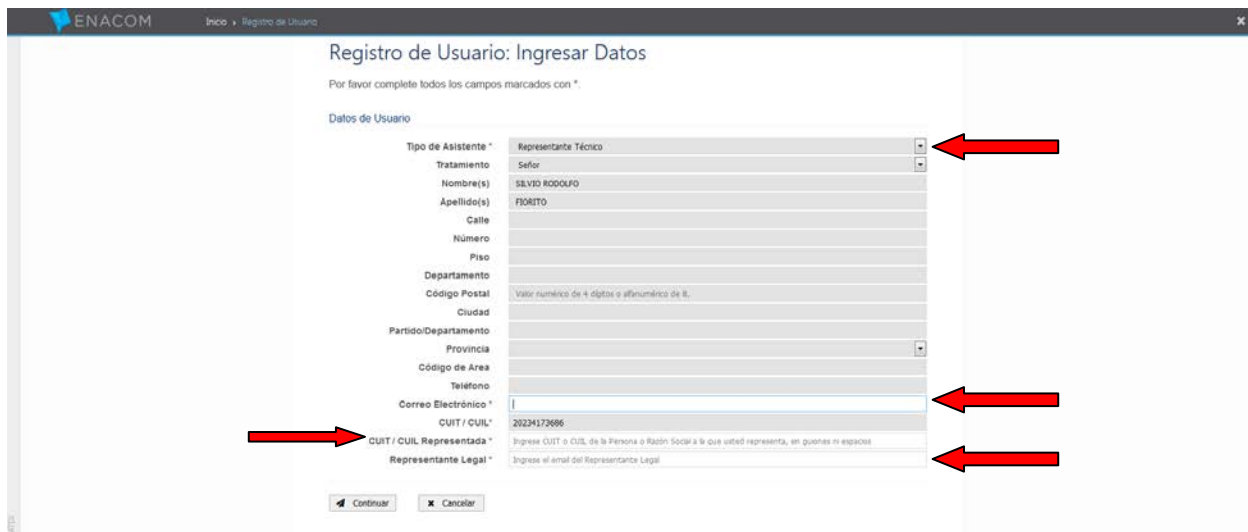 ENACOM Inicio › Registro de Usuario
Registro de Usuario: Ingresar Datos
Por favor complete todos los campos marcados con *.
Datos de Usuario
Tipo de Asistente * Representante Técnico
Tratamiento Señor
Nombre(s) SILVIO RODOLFO
Apellido(s) FIORITO
Calle
Número
Piso
Departamento
Código Postal Valor numérico de 4 dígitos o alfanumérico de 8.
Ciudad
Partido/Departamento
Provincia
Código de Area
Teléfono
Correo Electrónico *
CUIT / CUIL* 20234173686
CUIT / CUIL Representada * Ingrese CUIT o CUIL de la Persona o Razón Social a la que usted representa, en guiones ni espacios
Representante Legal * Ingrese el email del Representante Legal
Continuar Cancelar